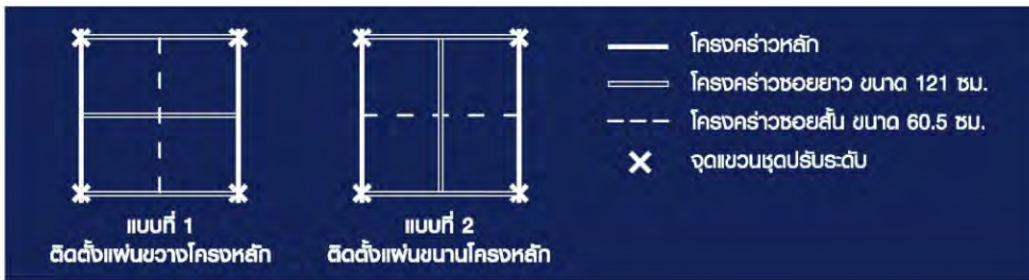 แบบที่ 1
ติดตั้งแผ่นขวางโครงหลัก
แบบที่ 2
ติดตั้งแผ่นขนานโครงหลัก
โครงคร่าวหลัก
โครงคร่าวซอยยาว ขนาด 121 ซม.
โครงคร่าวซอยสั้น ขนาด 60.5 ซม.
จุดแขวนชุดปรับระดับ